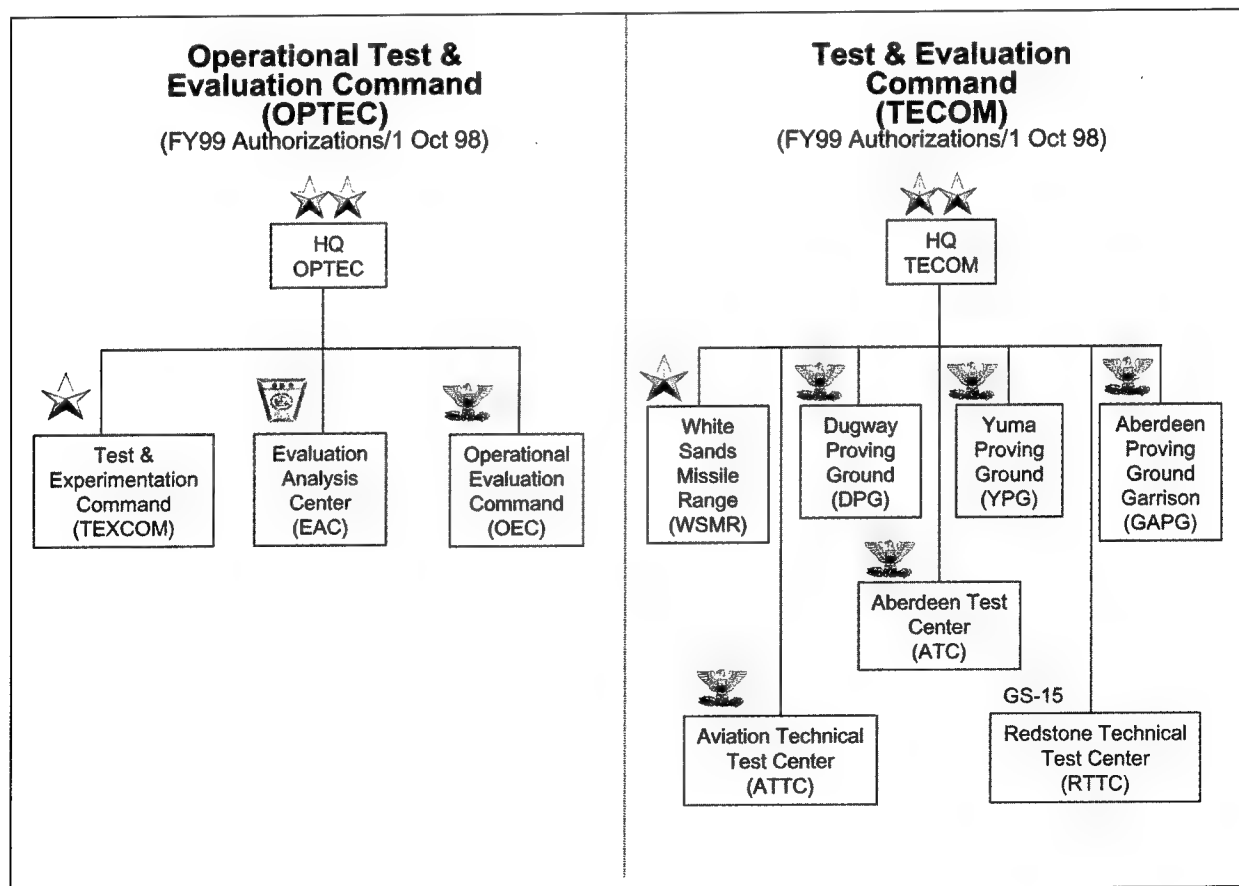 Operational Test &
Evaluation Command
(OPTEC)
(FY99 Authorizations/1 Oct 98)
HQ
OPTEC
Test &
Experimentation
Command
(TEXCOM)
Evaluation
Analysis
Center
(EAC)
Operational
Evaluation
Command
(OEC)
Test & Evaluation
Command
(TECOM)
(FY99 Authorizations/1 Oct 98)
HQ
TECOM
White
Sands
Missile
Range
(WSMR)
Dugway
Proving
Ground
(DPG)
Yuma
Proving
Ground
(YPG)
Aberdeen
Proving
Ground
Garrison
(GAPG)
Aberdeen Test
Center
(ATC)
Aviation Technical
Test Center
(ATTC)
GS-15
Redstone Technical
Test Center
(RTTC)